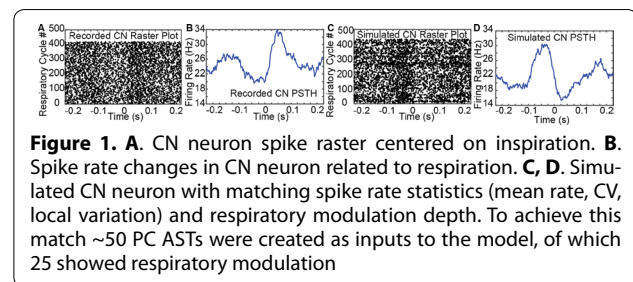 A
Recorded CN Raster Plot
Respiratory Cycle #
500
400
300
200
100
0
-0.2 -0.1 0 0.1 0.2
Time (s)
B
Firing Rate (Hz)
34
30
26
22
18
14
Recorded CN PSTH
-0.2 -0.1 0 0.1 0.2
Time (s)
C
Simulated CN Raster Plot
Respiratory Cycle #
500
400
300
200
100
0
-0.2 -0.1 0 0.1 0.2
Time (s)
D
Simulated CN PSTH
Firing Rate (Hz)
34
30
26
22
18
14
-0.2 -0.1 0 0.1 0.2
Time (s)
Figure 1. A. CN neuron spike raster centered on inspiration. B.
Spike rate changes in CN neuron related to respiration. C, D. Simu-
lated CN neuron with matching spike rate statistics (mean rate, CV,
local variation) and respiratory modulation depth. To achieve this
match ~50 PC ASTs were created as inputs to the model, of which
25 showed respiratory modulation